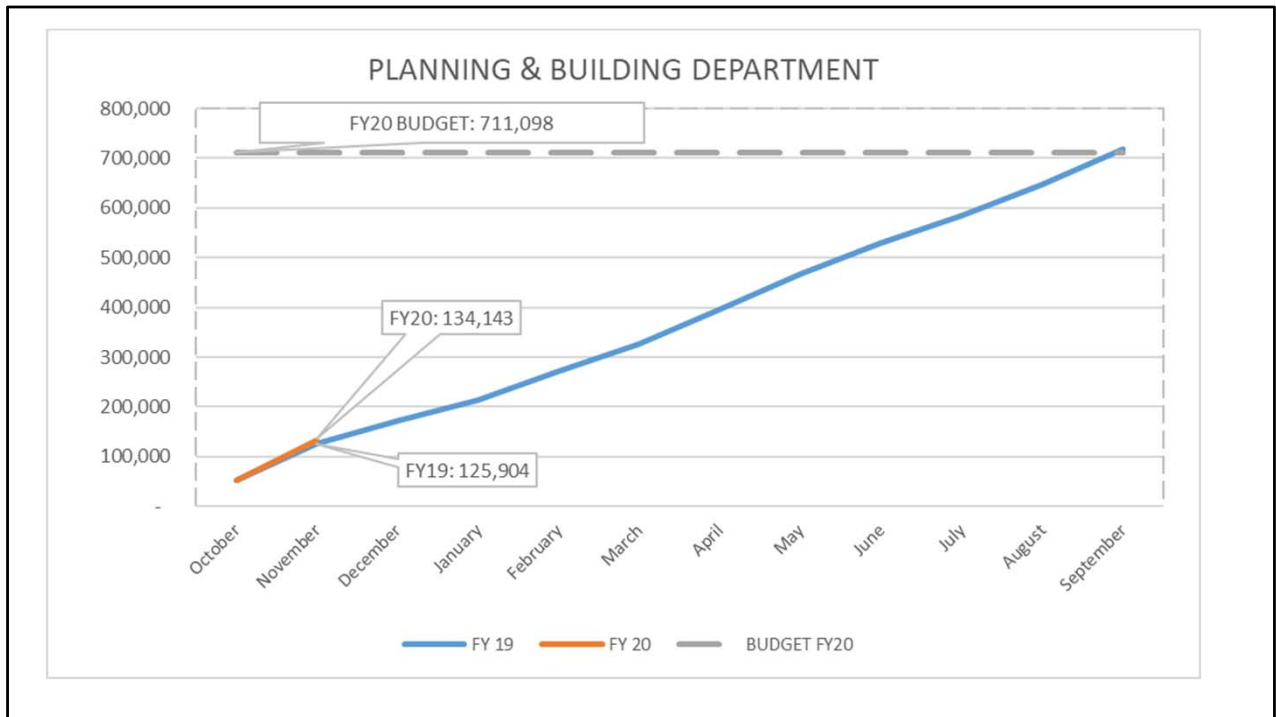 PLANNING & BUILDING DEPARTMENT
800,000
FY20 BUDGET: 711,098
700,000
600,000
500,000
400,000
FY20: 134,143
300,000
200,000
100,000
FY19: 125,904
-
October
November
December
January
February
March
April
May
June
July
August
September
FY 19
FY 20
BUDGET FY20